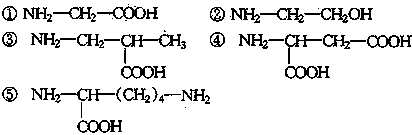 ① NH₂—CH₂—COOH ② NH₂—CH₂—CH₂OH
③ NH₂—CH₂—CH—CH₃ ④ NH₂—CH—CH₂—COOH
COOH COOH
⑤ NH₂—CH—(CH₂)₄—NH₂
COOH